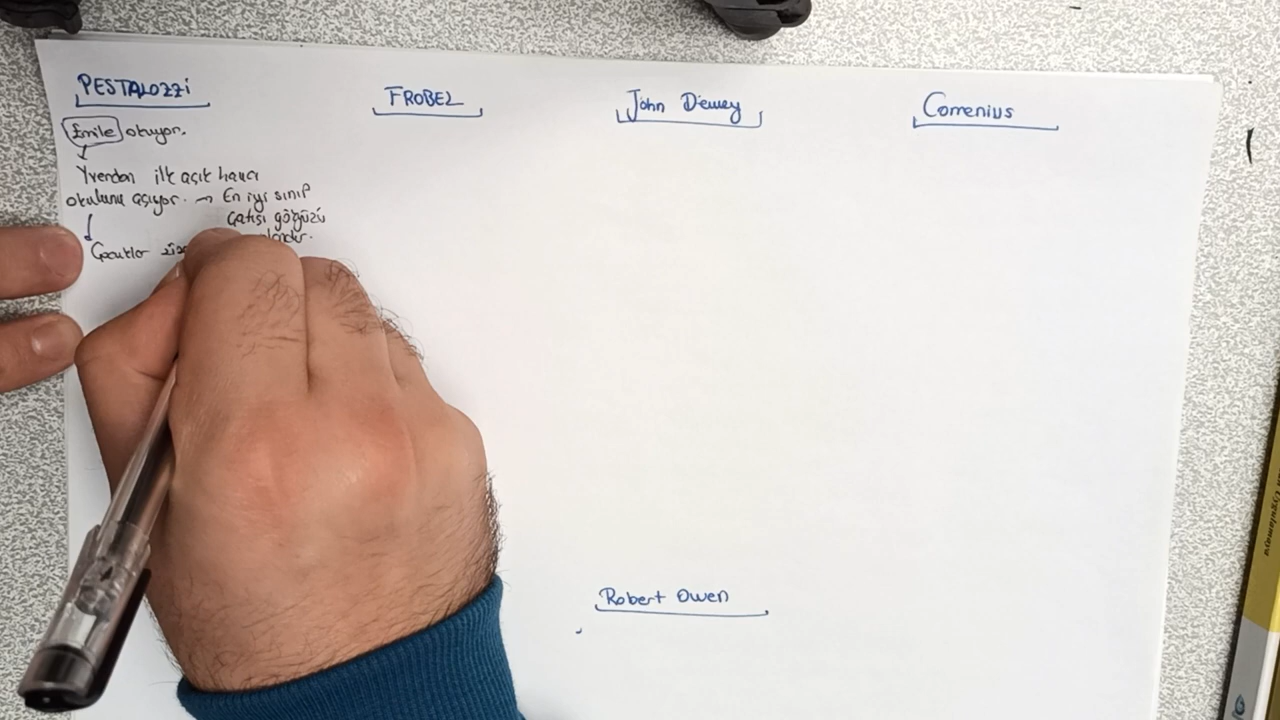 PESTALOZZi
FROBEL
John Dewey
Comenius
Emile okuyor.
Yverdon ilk açık hava
okulunu açıyor. → En iyi sınıf
çatısı gökyüzü
Çocuklar
Robert Owen